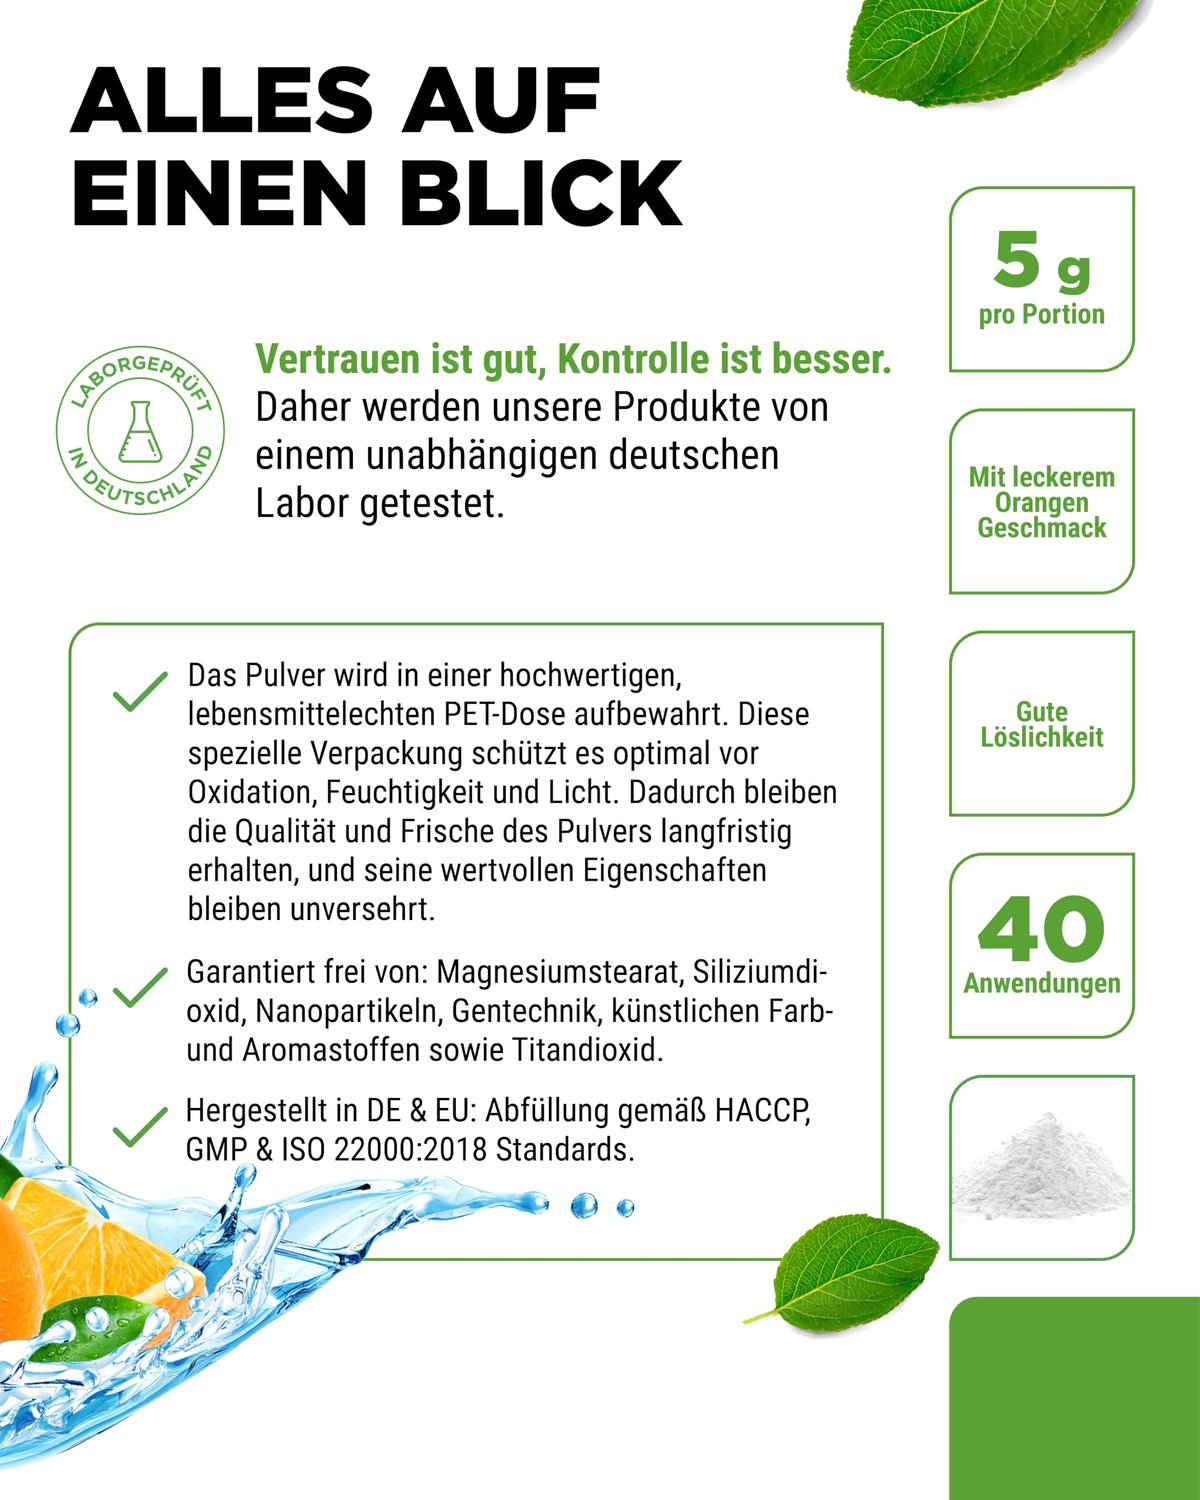 ALLES AUF
EINEN BLICK
LABORGEPRÜFT
IN DEUTSCHLAND
Vertrauen ist gut, Kontrolle ist besser.
Daher werden unsere Produkte von
einem unabhängigen deutschen
Labor getestet.
Das Pulver wird in einer hochwertigen,
lebensmittelechten PET-Dose aufbewahrt. Diese
spezielle Verpackung schützt es optimal vor
Oxidation, Feuchtigkeit und Licht. Dadurch bleiben
die Qualität und Frische des Pulvers langfristig
erhalten, und seine wertvollen Eigenschaften
bleiben unversehrt.
Garantiert frei von: Magnesiumstearat, Siliziumdi-
oxid, Nanopartikeln, Gentechnik, künstlichen Farb-
und Aromastoffen sowie Titandioxid.
Hergestellt in DE & EU: Abfüllung gemäß HACCP,
GMP & ISO 22000:2018 Standards.
5 g
pro Portion
Mit leckerem
Orangen
Geschmack
Gute
Löslichkeit
40
Anwendungen